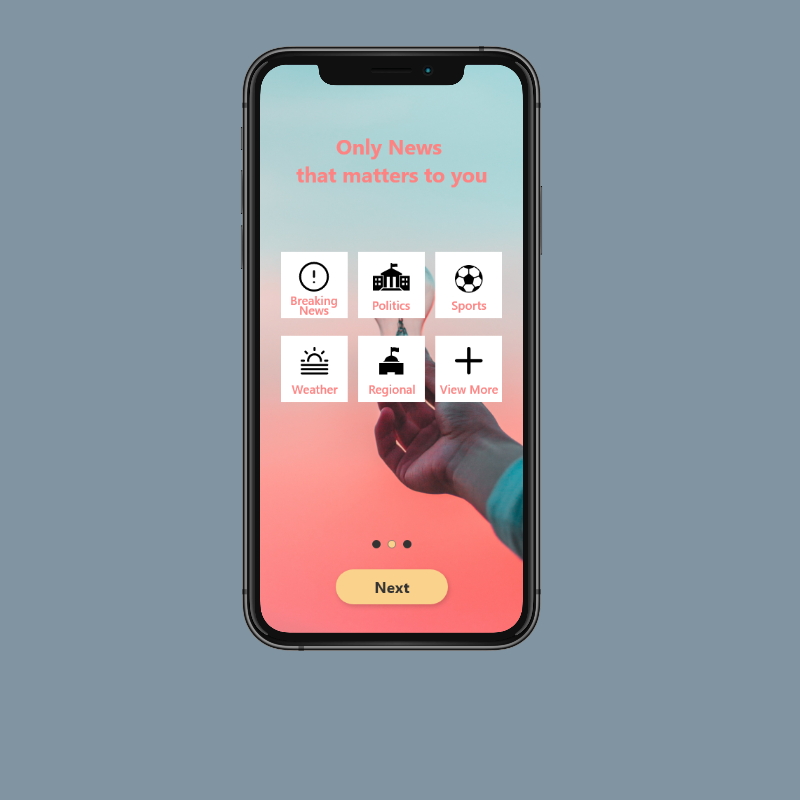 Only News
that matters to you
Breaking
News
Politics
Sports
Weather
Regional
View More
Next